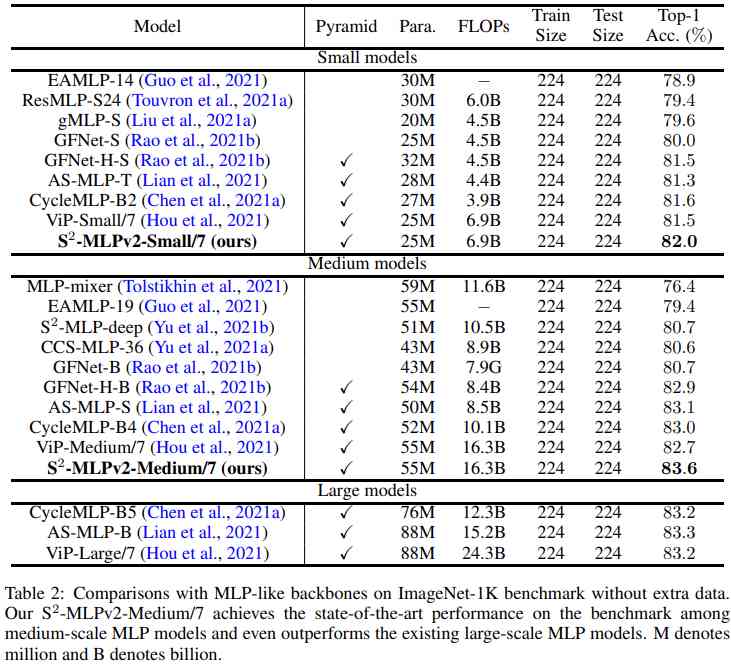 Model Pyramid Para. FLOPs Train Size Test Size Top-1 Acc. (%)
Small models
EAMLP-14 (Guo et al., 2021) 30M − 224 224 78.9
ResMLP-S24 (Touvron et al., 2021a) 30M 6.0B 224 224 79.4
gMLP-S (Liu et al., 2021a) 20M 4.5B 224 224 79.6
GFNet-S (Rao et al., 2021b) 25M 4.5B 224 224 80.0
GFNet-H-S (Rao et al., 2021b) ✓ 32M 4.5B 224 224 81.5
AS-MLP-T (Lian et al., 2021) ✓ 28M 4.4B 224 224 81.3
CycleMLP-B2 (Chen et al., 2021a) ✓ 27M 3.9B 224 224 81.6
ViP-Small/7 (Hou et al., 2021) ✓ 25M 6.9B 224 224 81.5
S²-MLPv2-Small/7 (ours) ✓ 25M 6.9B 224 224 82.0
Medium models
MLP-mixer (Tolstikhin et al., 2021) 59M 11.6B 224 224 76.4
EAMLP-19 (Guo et al., 2021) 55M − 224 224 79.4
S²-MLP-deep (Yu et al., 2021b) 51M 10.5B 224 224 80.7
CCS-MLP-36 (Yu et al., 2021a) 43M 8.9B 224 224 80.6
GFNet-B (Rao et al., 2021b) 43M 7.9G 224 224 80.7
GFNet-H-B (Rao et al., 2021b) ✓ 54M 8.4B 224 224 82.9
AS-MLP-S (Lian et al., 2021) ✓ 50M 8.5B 224 224 83.1
CycleMLP-B4 (Chen et al., 2021a) ✓ 52M 10.1B 224 224 83.0
ViP-Medium/7 (Hou et al., 2021) ✓ 55M 16.3B 224 224 82.7
S²-MLPv2-Medium/7 (ours) ✓ 55M 16.3B 224 224 83.6
Large models
CycleMLP-B5 (Chen et al., 2021a) ✓ 76M 12.3B 224 224 83.2
AS-MLP-B (Lian et al., 2021) ✓ 88M 15.2B 224 224 83.3
ViP-Large/7 (Hou et al., 2021) ✓ 88M 24.3B 224 224 83.2
Table 2: Comparisons with MLP-like backbones on ImageNet-1K benchmark without extra data.
Our S²-MLPv2-Medium/7 achieves the state-of-the-art performance on the benchmark among
medium-scale MLP models and even outperforms the existing large-scale MLP models. M denotes
million and B denotes billion.